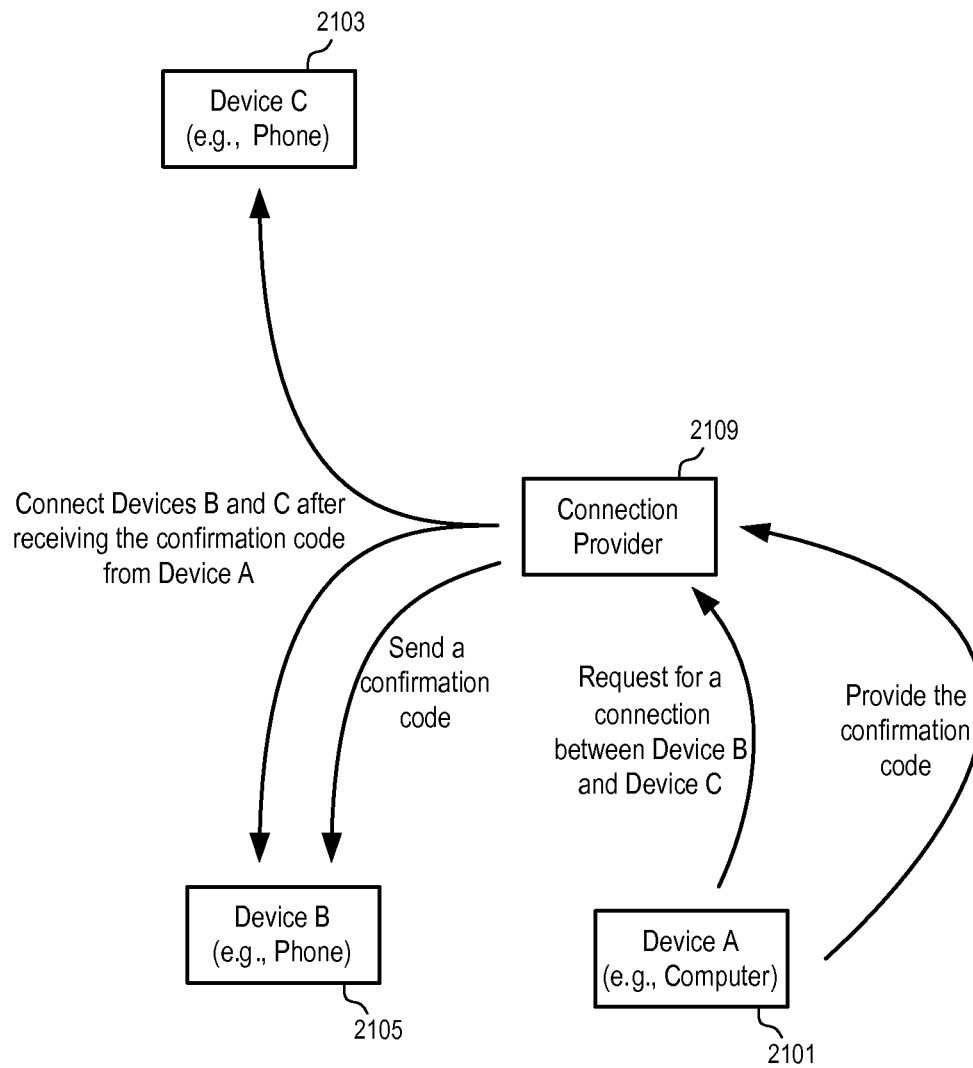 2103
Device C
(e.g., Phone)
2109
Connection
Provider
Connect Devices B and C after
receiving the confirmation code
from Device A
Send a
confirmation
code
Request for a
connection
between Device B
and Device C
Provide the
confirmation
code
Device B
(e.g., Phone)
2105
Device A
(e.g., Computer)
2101